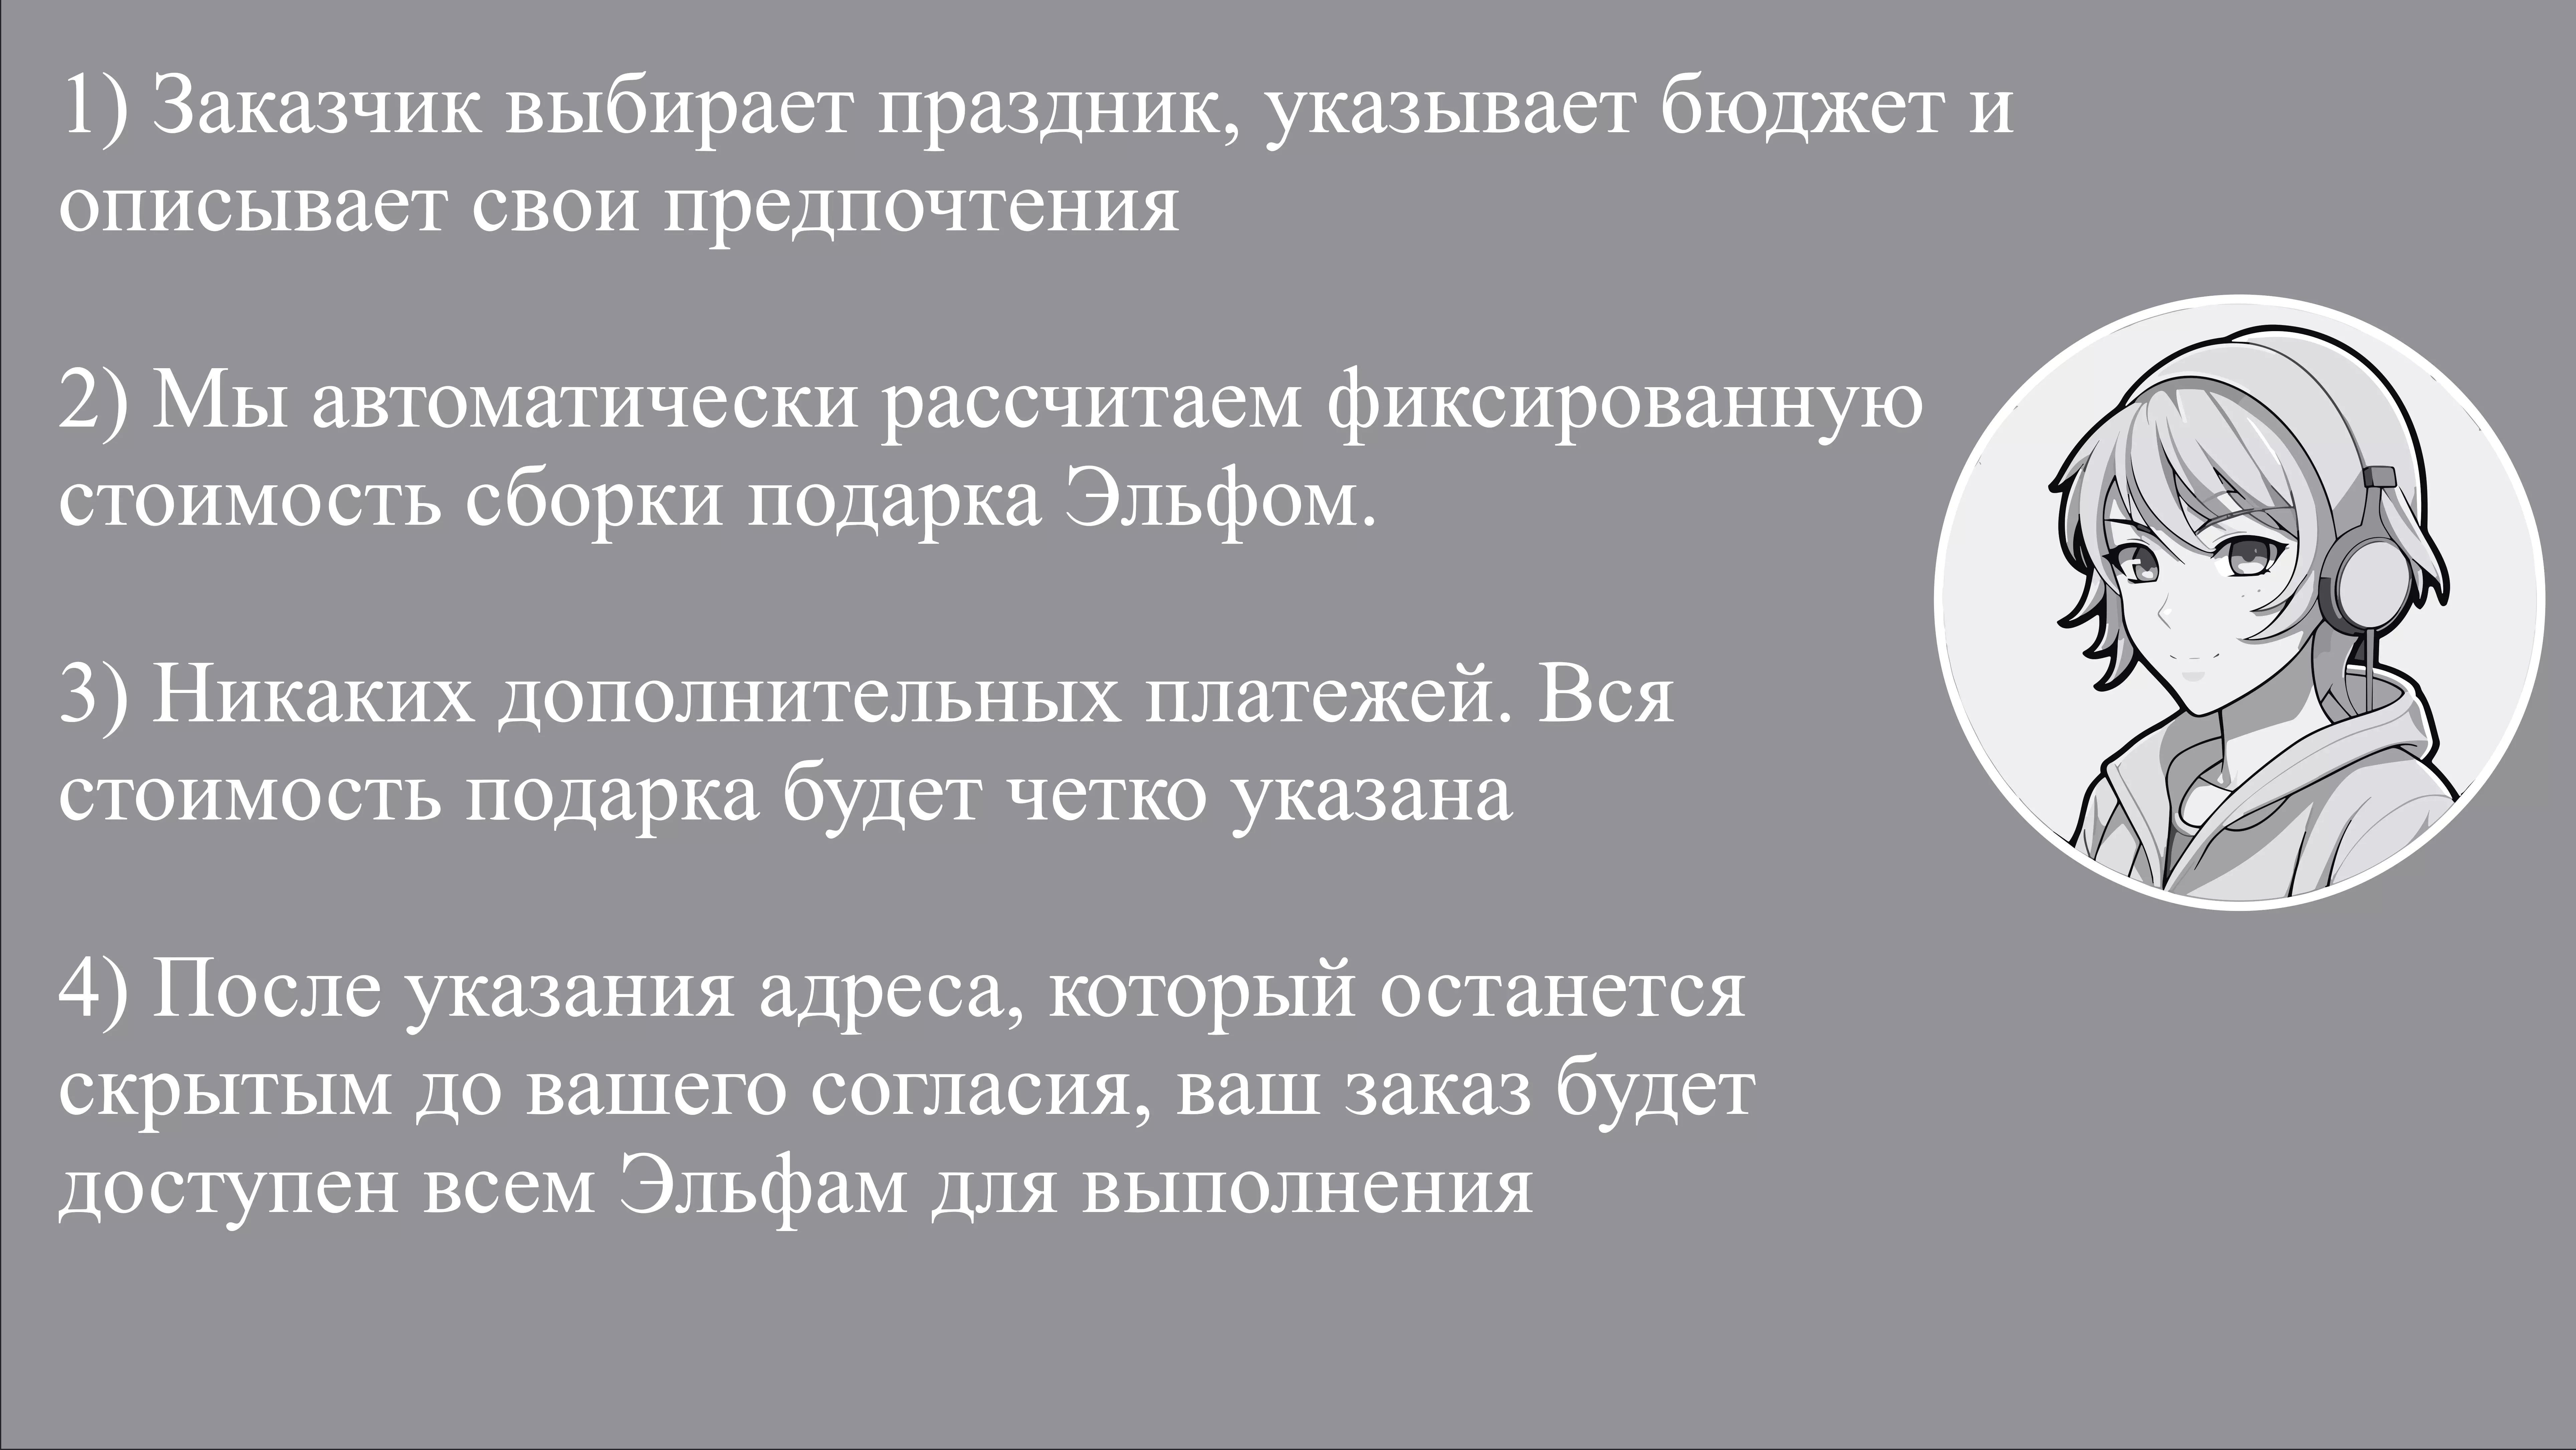 1) Заказчик выбирает праздник, указывает бюджет и
описывает свои предпочтения
2) Мы автоматически рассчитаем фиксированную
стоимость сборки подарка Эльфом.
3) Никаких дополнительных платежей. Вся
стоимость подарка будет четко указана
4) После указания адреса, который останется
скрытым до вашего согласия, ваш заказ будет
доступен всем Эльфам для выполнения